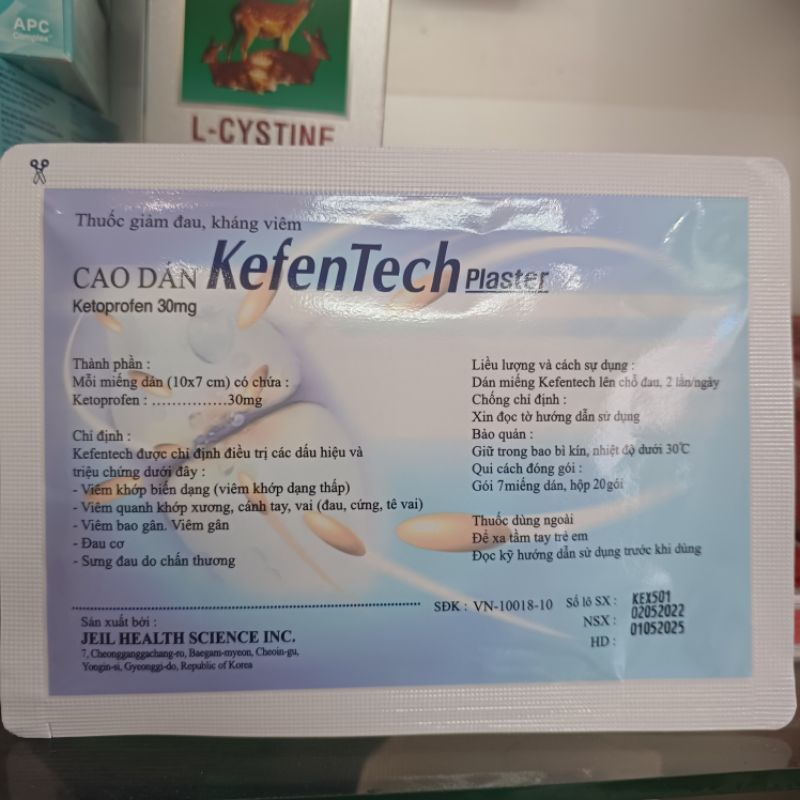 APC
Complex
L-CYSTINE
Thuốc giảm đau, kháng viêm
CAO DÁN KefenTech Plaster
Ketoprofen 30mg
Thành phần :
Mỗi miếng dán (10x7 cm) có chứa :
Ketoprofen : ...............30mg
Chỉ định :
Kefentech được chỉ định điều trị các dấu hiệu và
triệu chứng dưới đây :
- Viêm khớp biến dạng (viêm khớp dạng thấp)
- Viêm quanh khớp xương, cánh tay, vai (đau, cứng, tê vai)
- Viêm bao gân. Viêm gân
- Đau cơ
- Sưng đau do chấn thương
Liều lượng và cách sự dụng :
Dán miếng Kefentech lên chỗ đau, 2 lần/ngày
Chống chỉ định :
Xin đọc tờ hướng dẫn sử dụng
Bảo quản :
Giữ trong bao bì kín, nhiệt độ dưới 30℃
Qui cách đóng gói :
Gói 7miếng dán, hộp 20gói
Thuốc dùng ngoài
Để xa tầm tay trẻ em
Đọc kỹ hướng dẫn sử dụng trước khi dùng
SĐK : VN-10018-10 Số lô SX : KEX501
NSX : 02052022
HD : 01052025
Sản xuất bởi :
JEIL HEALTH SCIENCE INC.
7, Cheongganggachang-ro, Baegam-myeon, Cheoin-gu,
Yongin-si, Gyeonggi-do, Republic of Korea